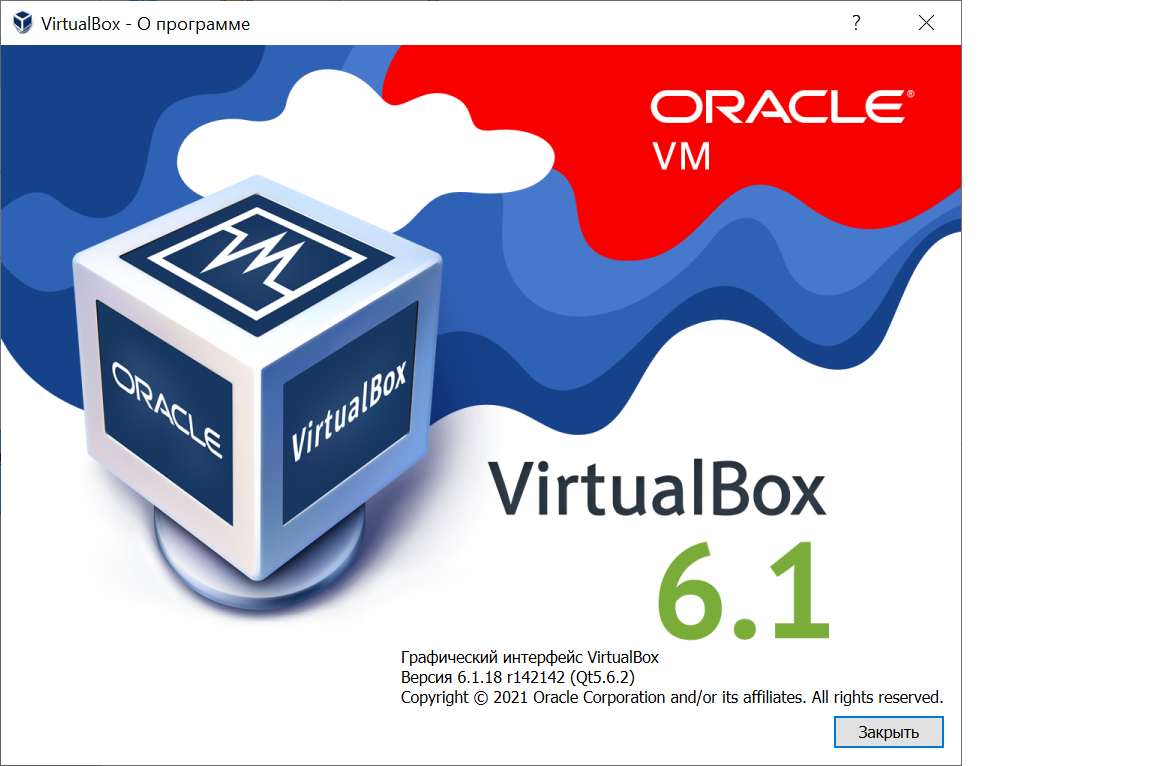 VirtualBox - О программе
?
ORACLE®
VM
ORACLE
VirtualBox
VirtualBox
6.1
Графический интерфейс VirtualBox
Версия 6.1.18 r142142 (Qt5.6.2)
Copyright © 2021 Oracle Corporation and/or its affiliates. All rights reserved.
Закрыть